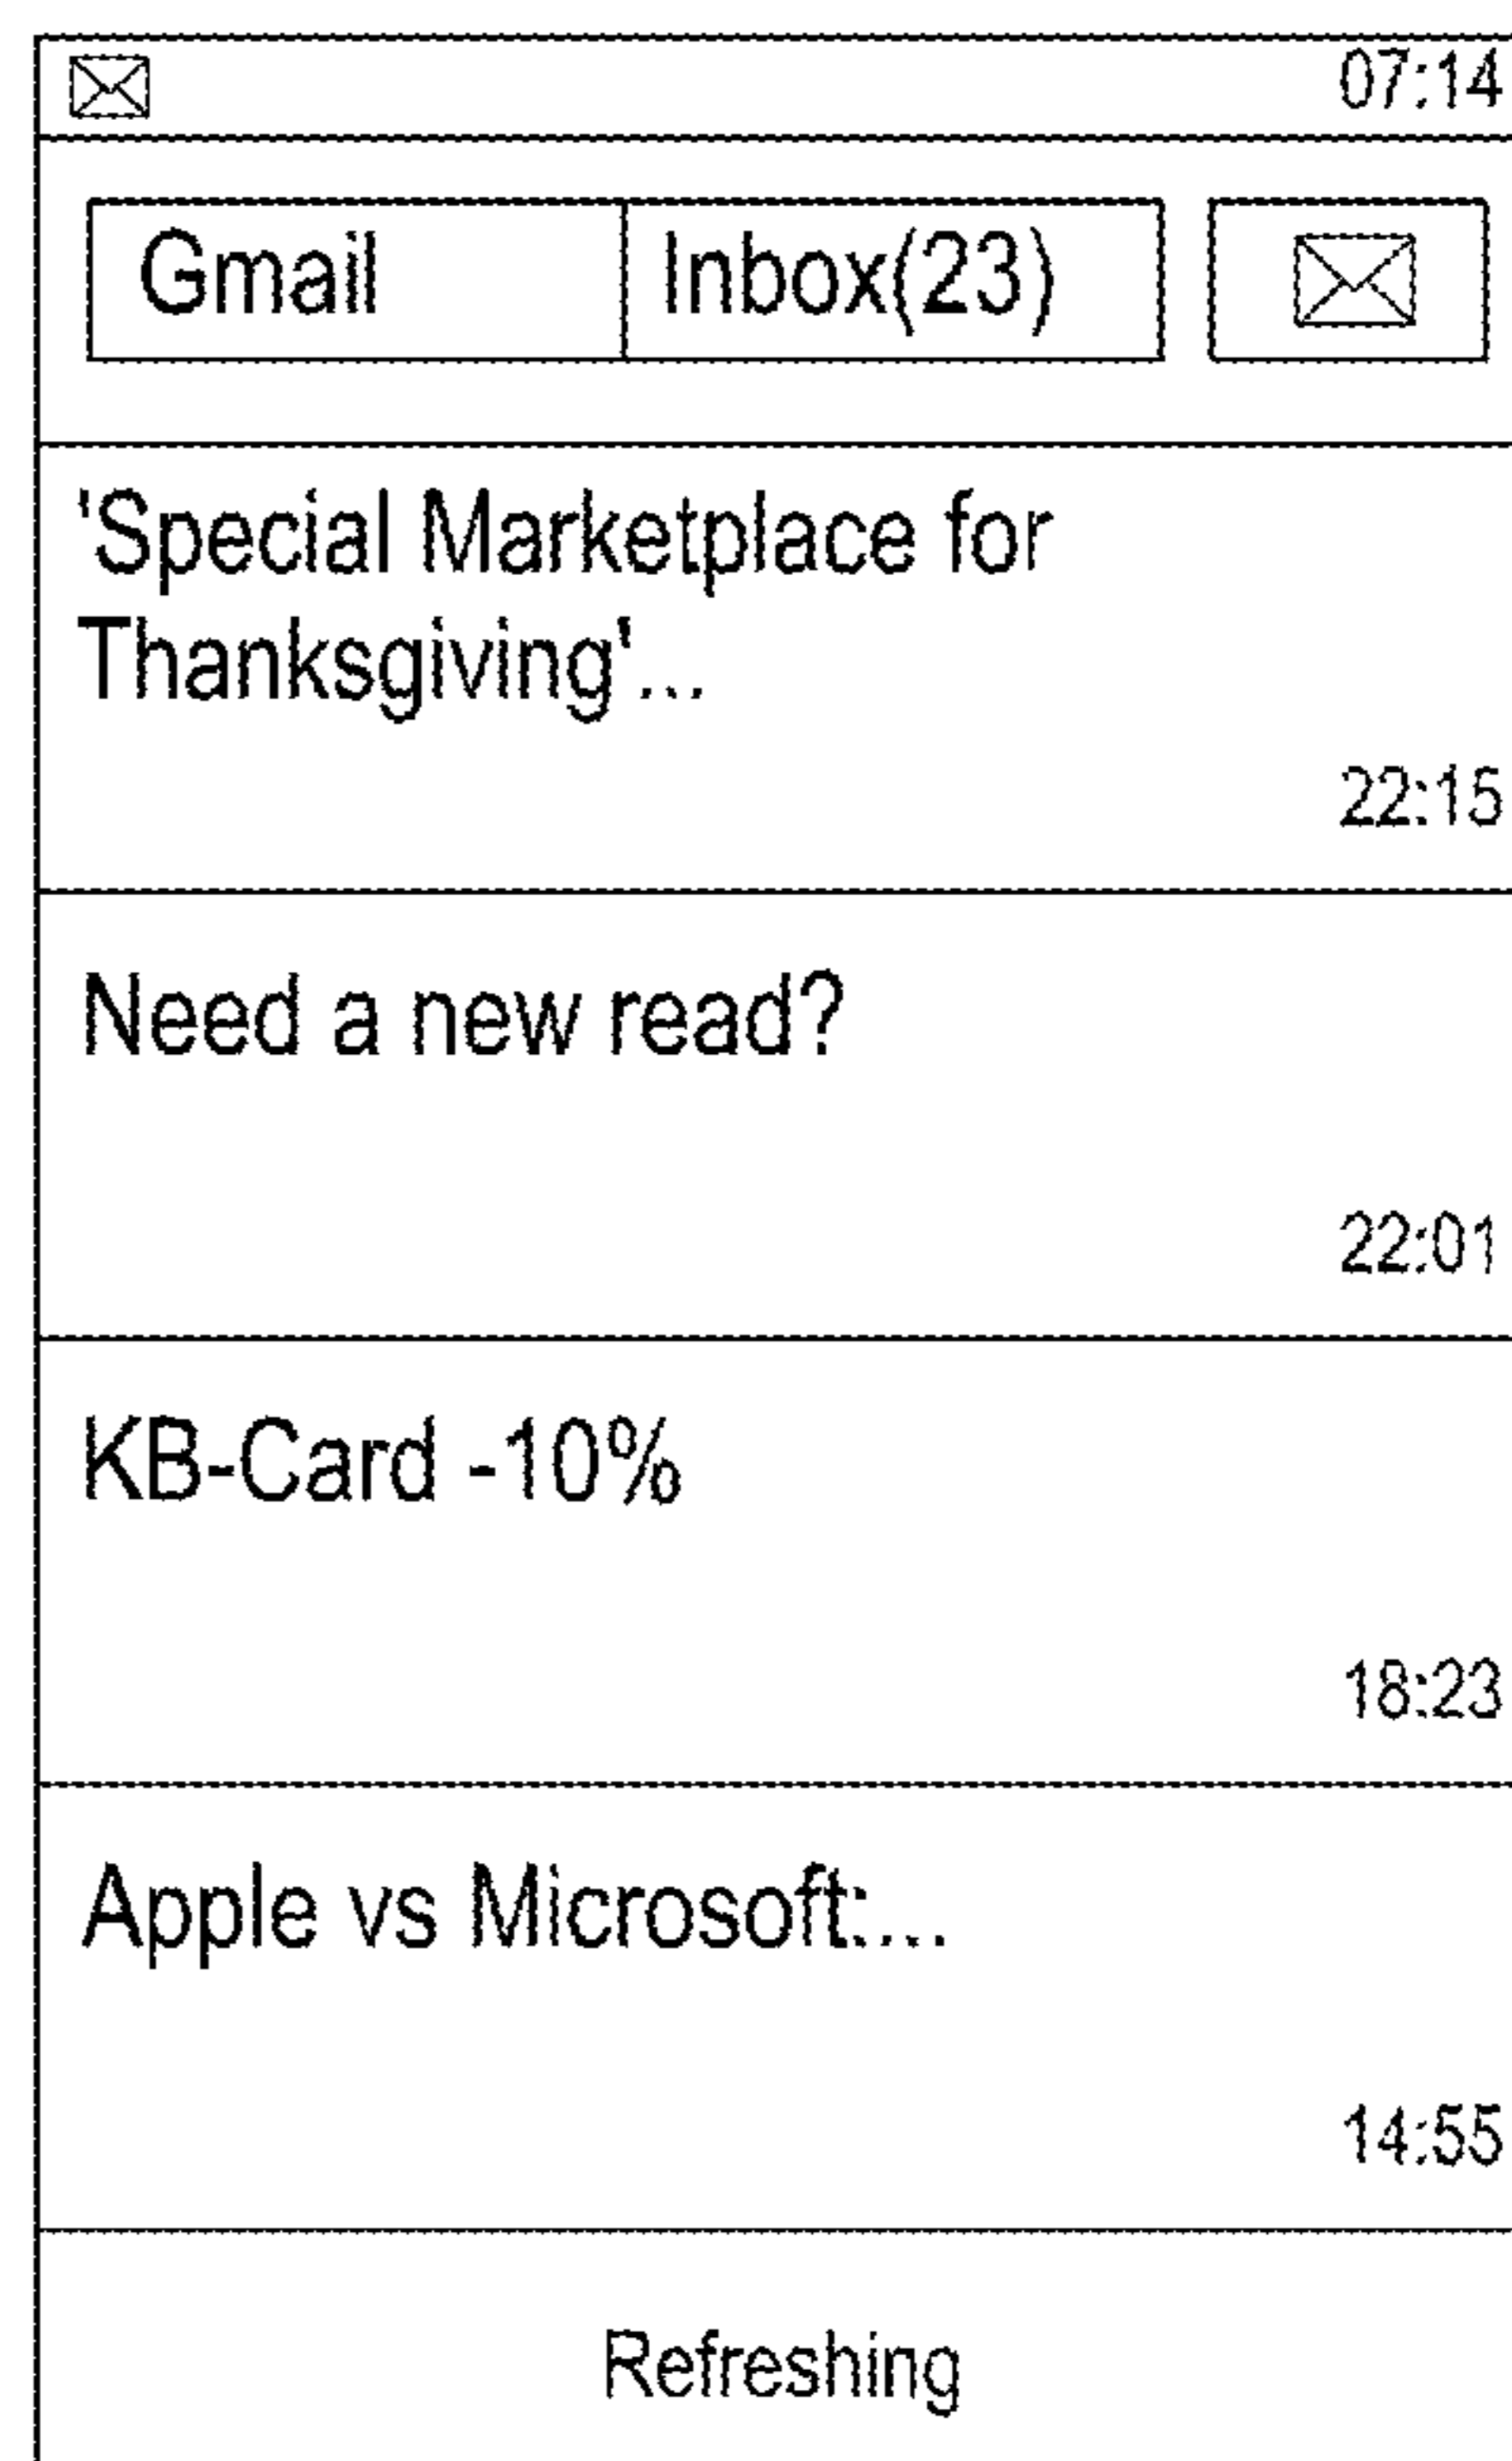 07:14
Gmail Inbox(23)
'Special Marketplace for
Thanksgiving'...
22:15
Need a new read?
22:01
KB-Card -10%
18:23
Apple vs Microsoft:...
14:55
Refreshing